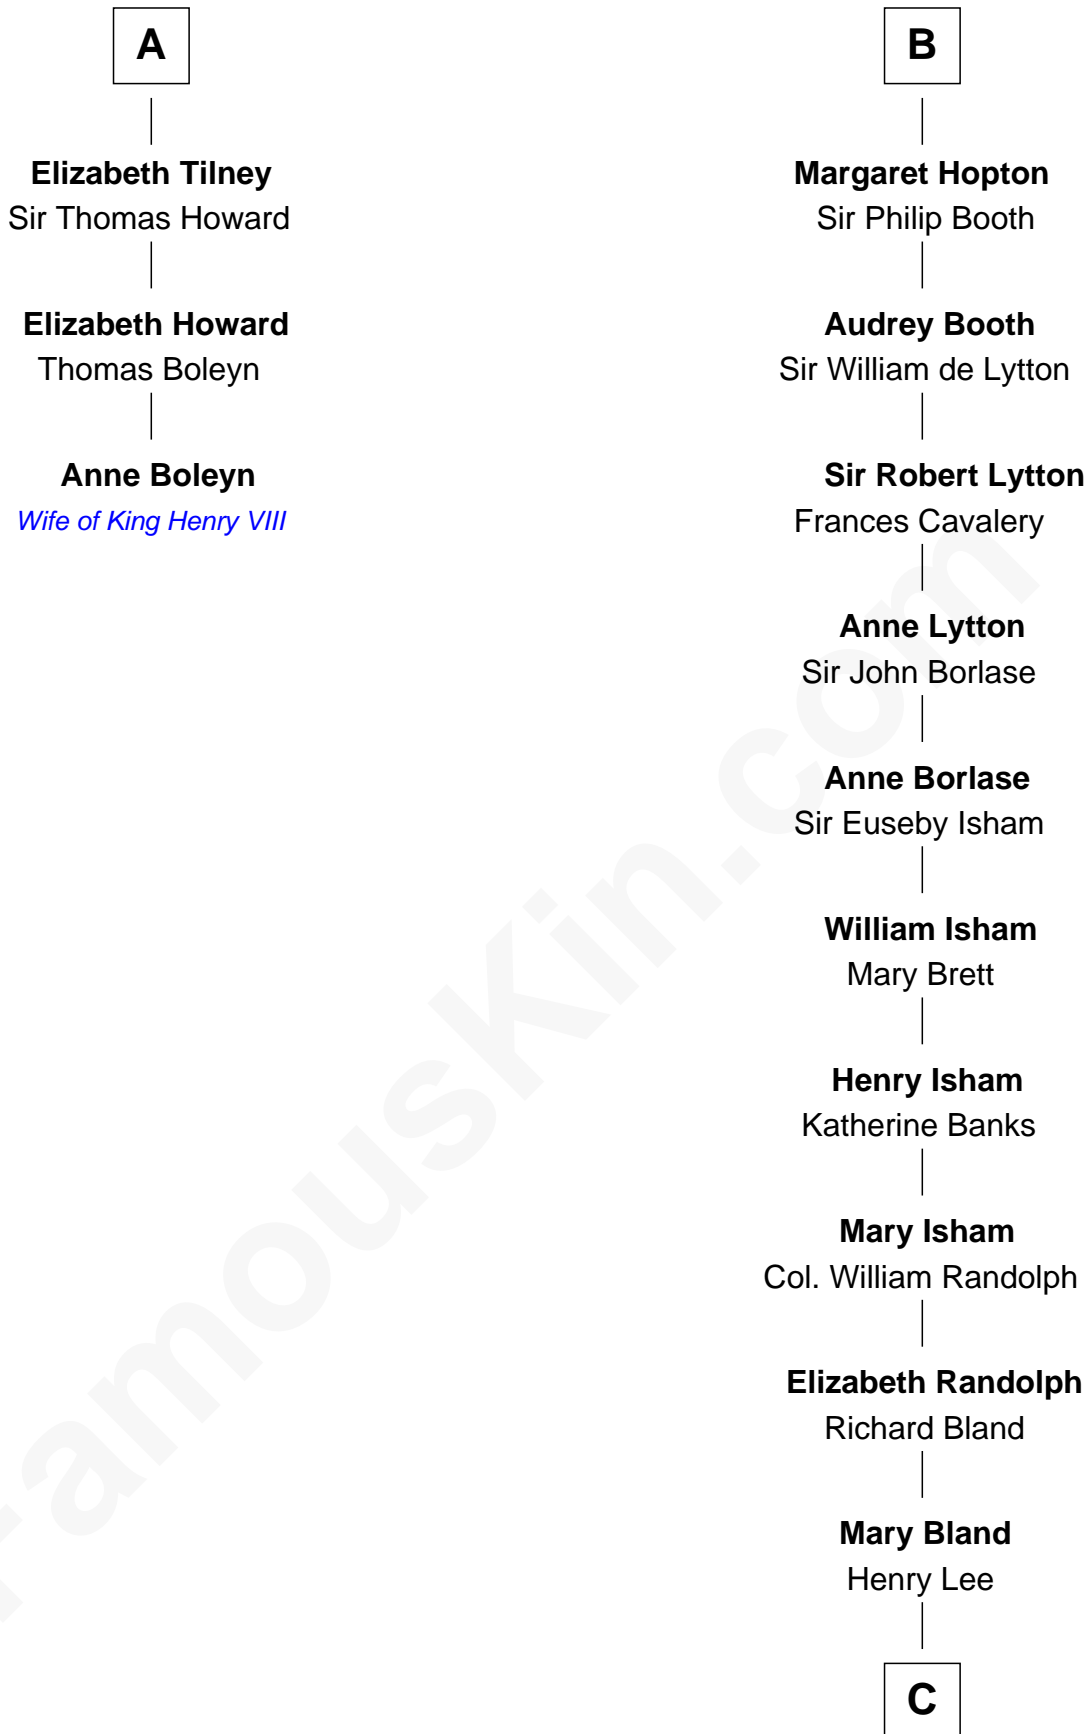 A
Elizabeth Tilney
Sir Thomas Howard
Elizabeth Howard
Thomas Boleyn
Anne Boleyn
Wife of King Henry VIII
B
Margaret Hopton
Sir Philip Booth
Audrey Booth
Sir William de Lytton
Sir Robert Lytton
Frances Cavalery
Anne Lytton
Sir John Borlase
Anne Borlase
Sir Euseby Isham
William Isham
Mary Brett
Henry Isham
Katherine Banks
Mary Isham
Col. William Randolph
Elizabeth Randolph
Richard Bland
Mary Bland
Henry Lee
C
FamousKin.com